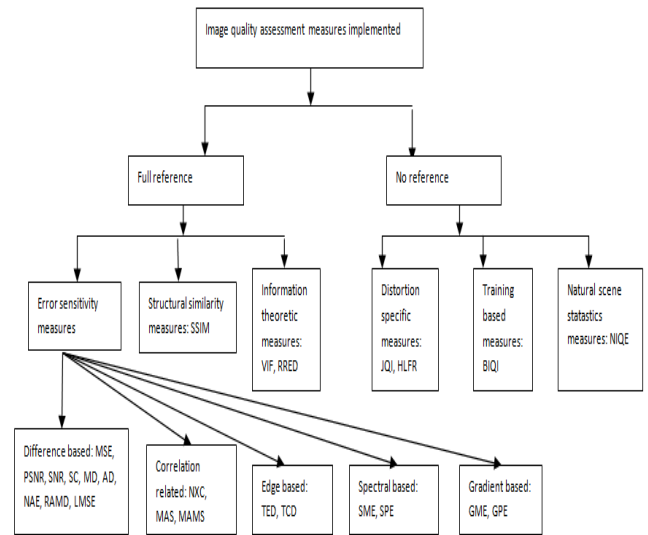 Image quality assessment measures implemented
Full reference
No reference
Error sensitivity
measures
Structural similarity
measures: SSIM
Information
theoretic
measures:
VIF, RRED
Distortion
specific
measures:
JQI, HLFR
Training
based
measures:
BIQI
Natural scene
statastics
measures: NIQE
Difference based: MSE,
PSNR, SNR, SC, MD, AD,
NAE, RAMD, LMSE
Correlation
related: NXC,
MAS, MAMS
Edge based:
TED, TCD
Spectral based:
SME, SPE
Gradient based:
GME, GPE